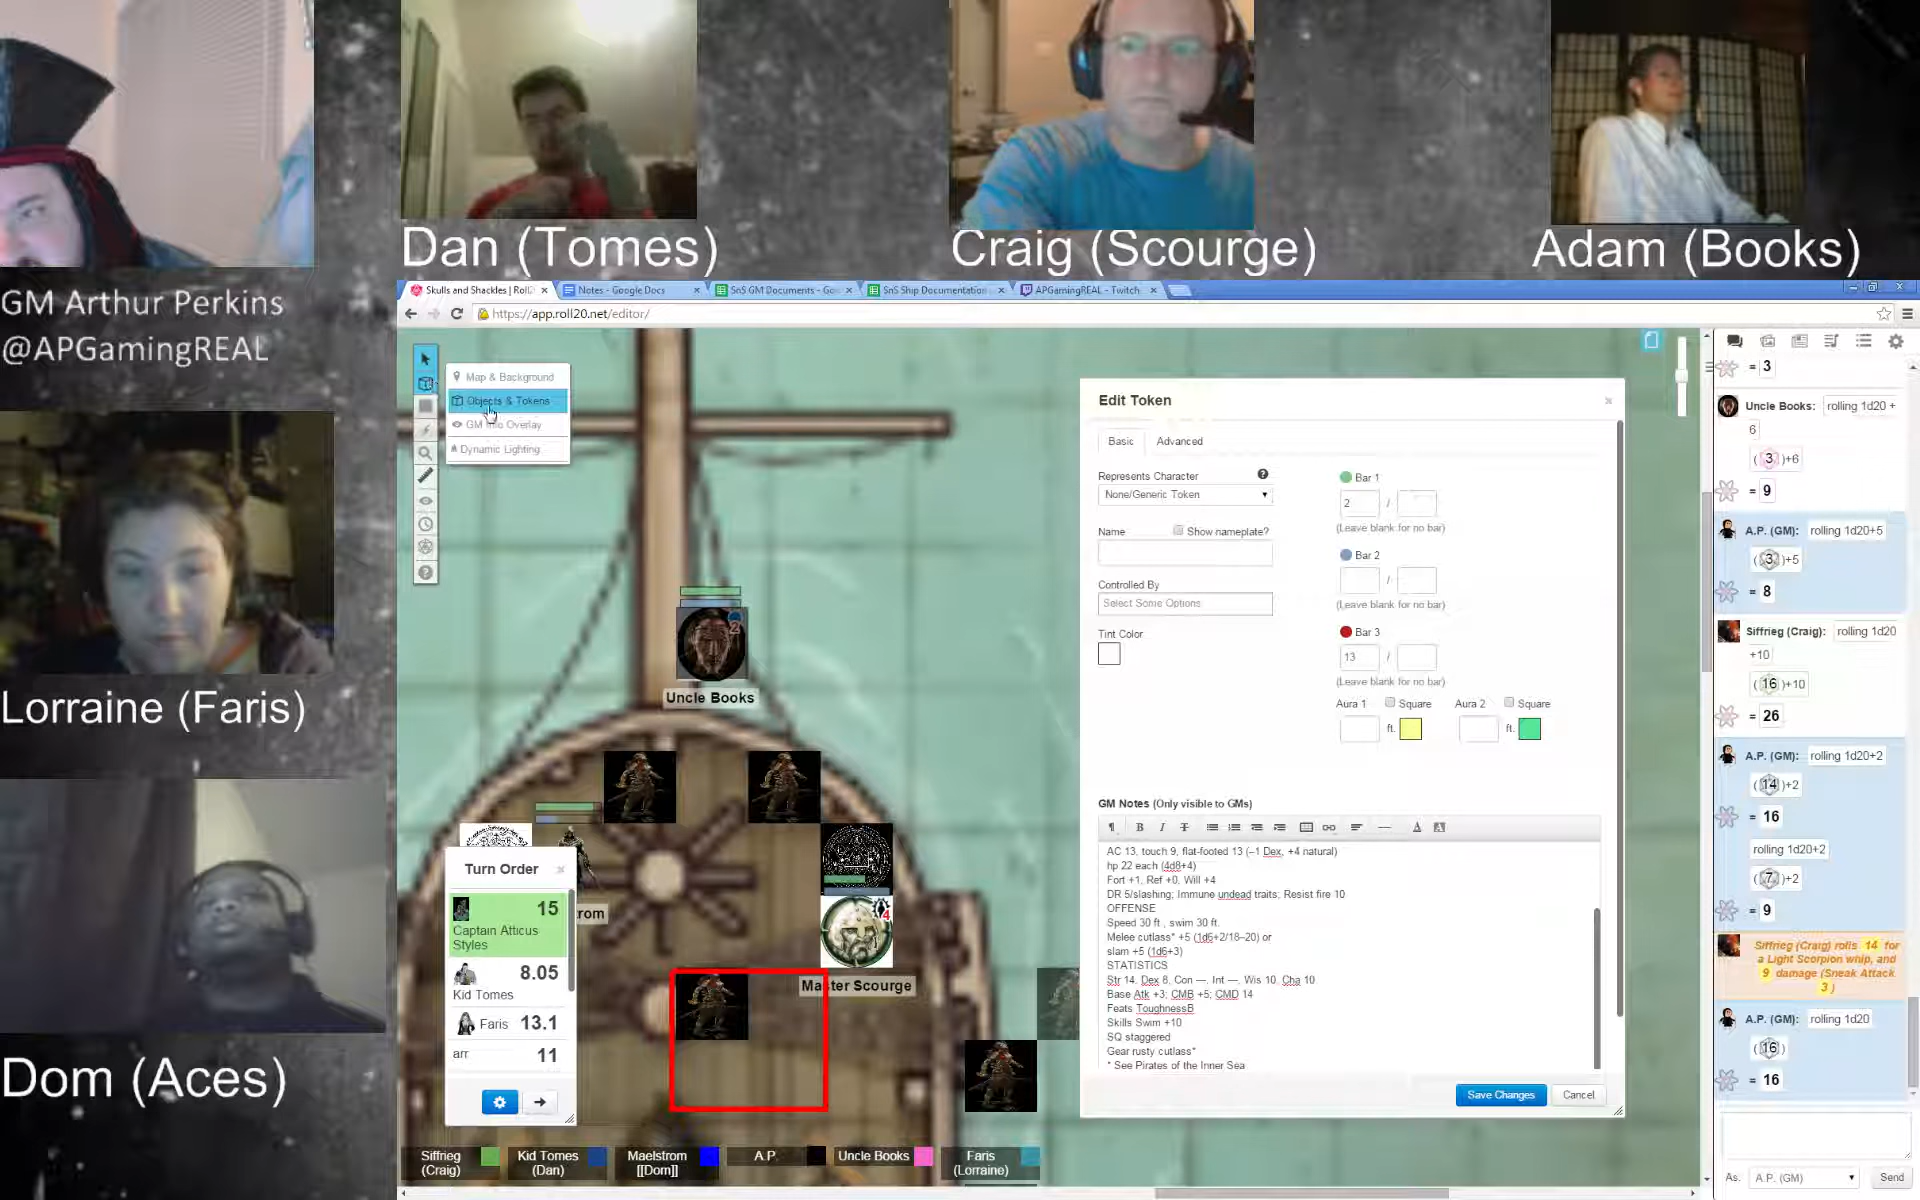 Dan (Tomes)
Craig (Scourge)
Adam (Books)
GM Arthur Perkins
@APGamingREAL
Lorraine (Faris)
Dom (Aces)
Skulls and Shackles | Roll2
Notes - Google Docs
SnS GM Documents - Goo
SnS Ship Documentation
APGamingREAL - Twitch
https://app.roll20.net/editor/
Map & Background
Objects & Tokens
GM Info Overlay
Dynamic Lighting
2
Uncle Books
strom
4
Master Scourge
Turn Order
15
Captain Atticus
Styles
8.05
Kid Tomes
Faris 13.1
arr 11
Siffrieg
(Craig)
Kid Tomes
(Dan)
Maelstrom
[[Dom]]
A.P.
Uncle Books
Faris
(Lorraine)
Edit Token
Basic Advanced
Represents Character
None/Generic Token
Name Show nameplate?
Controlled By
Select Some Options
Tint Color
Bar 1
2 /
(Leave blank for no bar)
Bar 2
/
(Leave blank for no bar)
Bar 3
13 /
(Leave blank for no bar)
Aura 1 Square Aura 2 Square
ft. ft.
GM Notes (Only visible to GMs)
AC 13, touch 9, flat-footed 13 (–1 Dex, +4 natural)
hp 22 each (4d8+4)
Fort +1, Ref +0, Will +4
DR 5/slashing; Immune undead traits; Resist fire 10
OFFENSE
Speed 30 ft., swim 30 ft.
Melee cutlass* +5 (1d6+2/18–20) or
slam +5 (1d6+3)
STATISTICS
Str 14, Dex 8, Con —, Int —, Wis 10, Cha 10
Base Atk +3; CMB +5; CMD 14
Feats ToughnessB
Skills Swim +10
SQ staggered
Gear rusty cutlass*
* See Pirates of the Inner Sea
Save Changes Cancel
= 3
Uncle Books: rolling 1d20 +
6
(3)+6
= 9
A.P. (GM): rolling 1d20+5
(3)+5
= 8
Siffrieg (Craig): rolling 1d20
+10
(16)+10
= 26
A.P. (GM): rolling 1d20+2
(14)+2
= 16
rolling 1d20+2
(7)+2
= 9
Siffrieg (Craig) rolls 14 for
a Light Scorpion whip, and
9 damage (Sneak Attack
3 )
A.P. (GM): rolling 1d20
(16)
= 16
As: A.P. (GM) Send